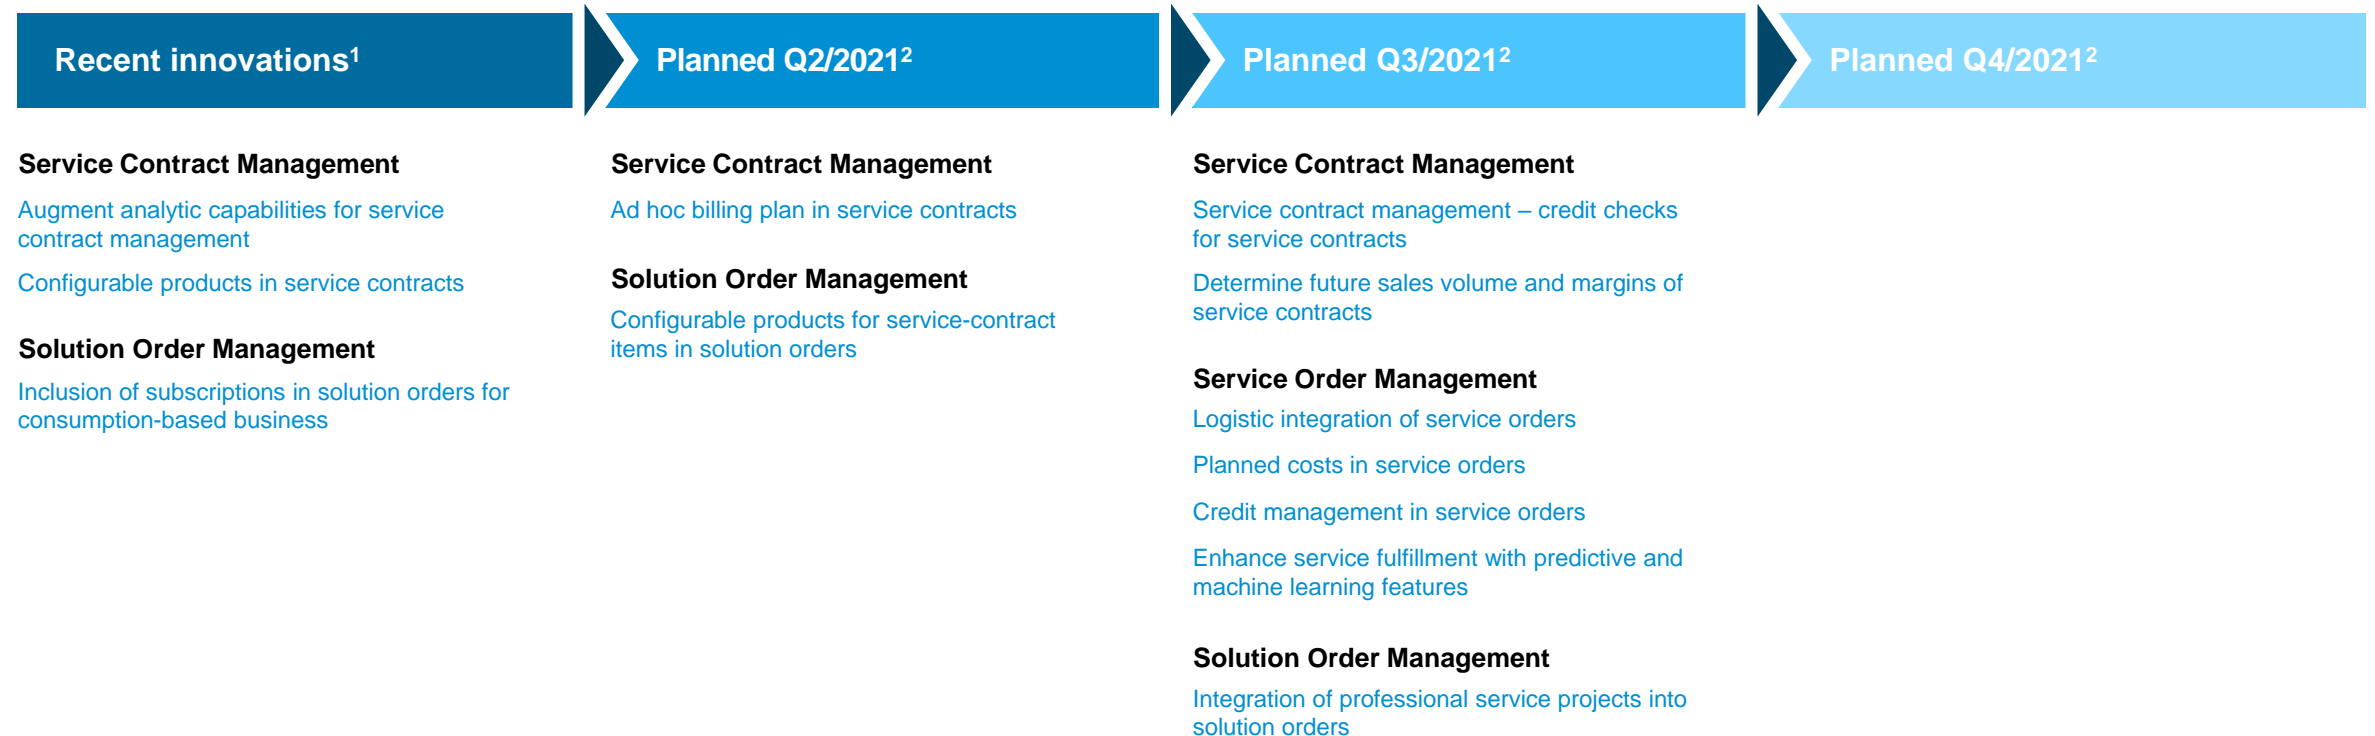 Recent innovations1
Planned Q2/20212
Planned Q3/20212
Planned Q4/20212
Service Contract Management
Augment analytic capabilities for service
contract management
Configurable products in service contracts
Solution Order Management
Inclusion of subscriptions in solution orders for
consumption-based business
Service Contract Management
Ad hoc billing plan in service contracts
Solution Order Management
Configurable products for service-contract
items in solution orders
Service Contract Management
Service contract management – credit checks
for service contracts
Determine future sales volume and margins of
service contracts
Service Order Management
Logistic integration of service orders
Planned costs in service orders
Credit management in service orders
Enhance service fulfillment with predictive and
machine learning features
Solution Order Management
Integration of professional service projects into
solution orders